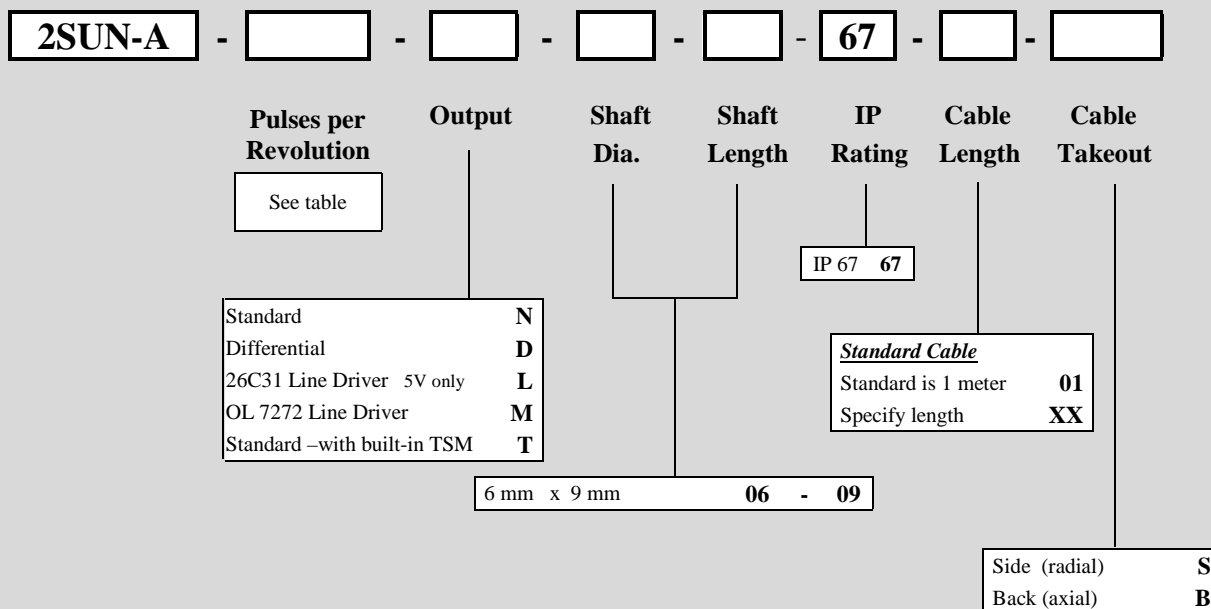 2SUN-A - - - - - 67 - -
Pulses per Revolution
Output
Shaft Dia.
Shaft Length
IP Rating
Cable Length
Cable Takeout
See table
IP 67 67
Standard N
Differential D
26C31 Line Driver 5V only L
OL 7272 Line Driver M
Standard –with built-in TSM T
Standard Cable
Standard is 1 meter 01
Specify length XX
6 mm x 9 mm 06 - 09
Side (radial) S
Back (axial) B